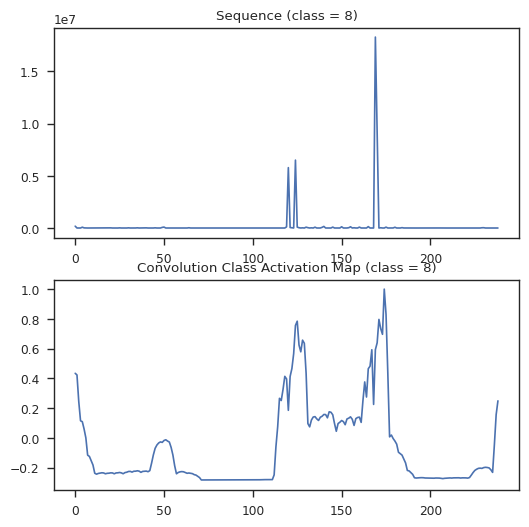 Sequence (class = 8)
1e7
1.5
1.0
0.5
0.0
0 50 100 150 200
Convolution Class Activation Map (class = 8)
1.0
0.8
0.6
0.4
0.2
0.0
−0.2
0 50 100 150 200